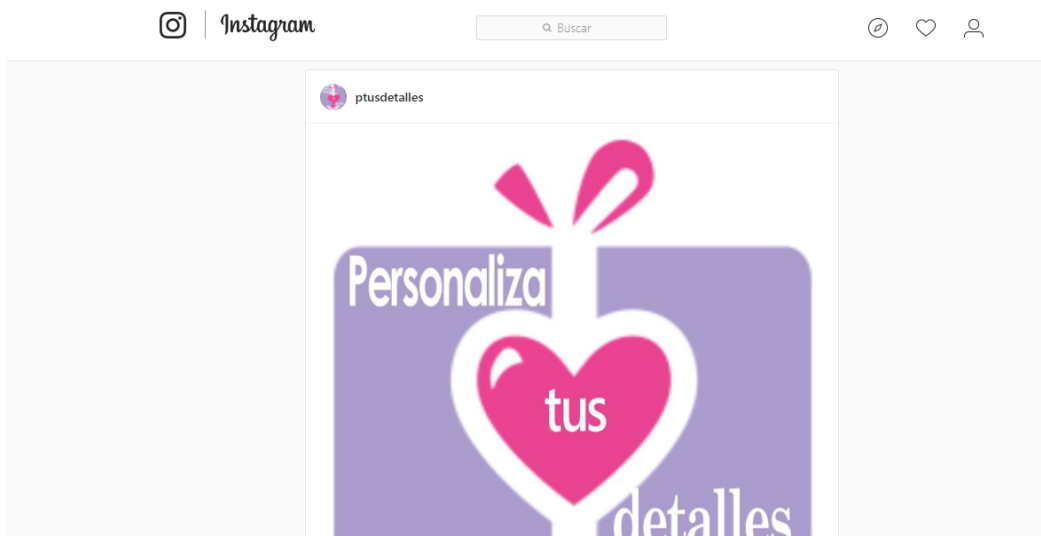 Instagram
Buscar
ptusdetalles
Personaliza
tus
detalles